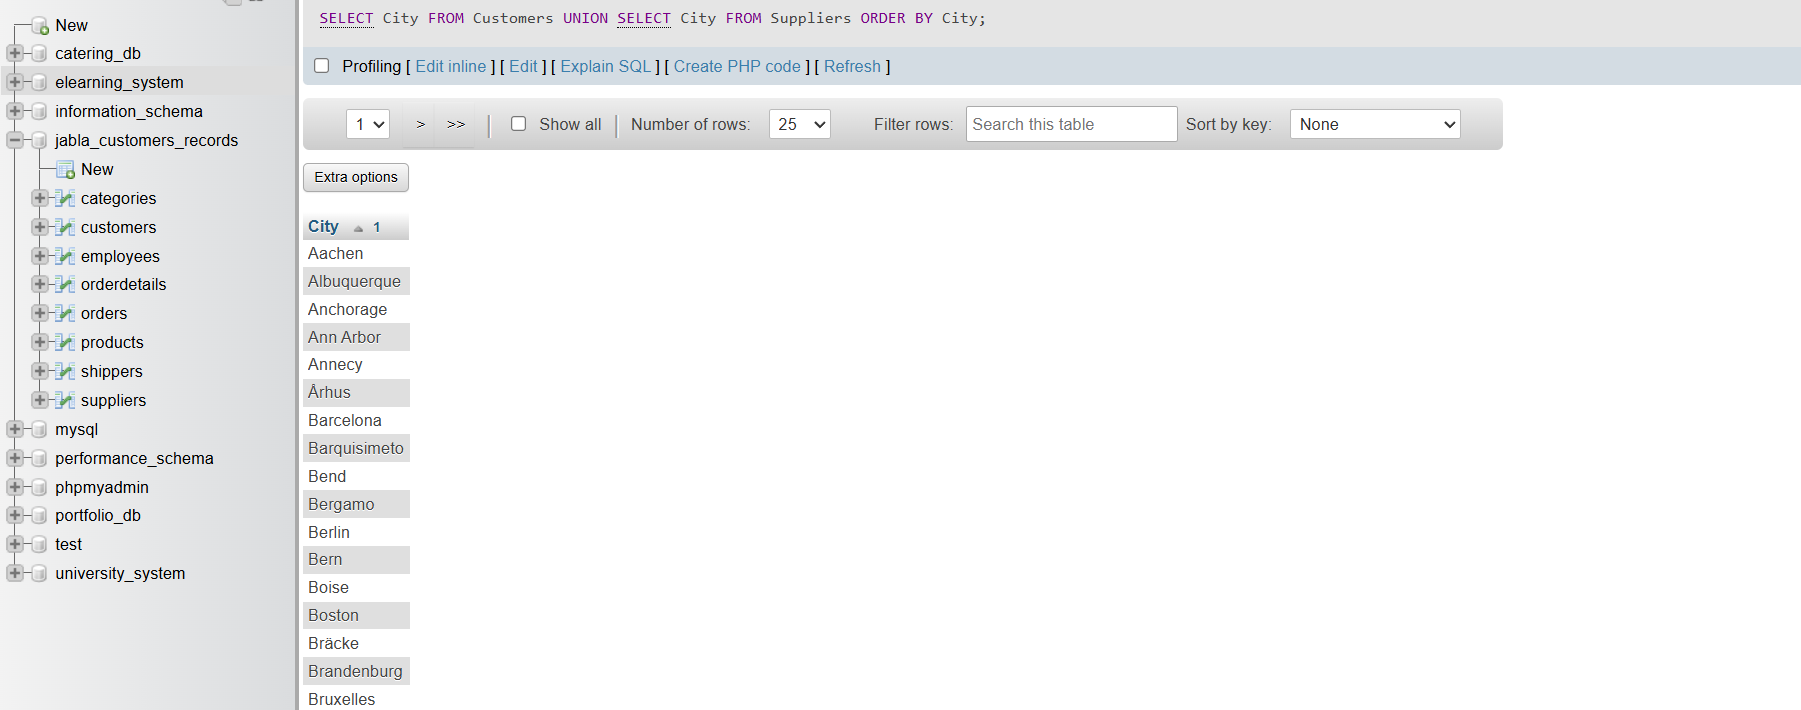 New
catering_db
elearning_system
information_schema
jabla_customers_records
New
categories
customers
employees
orderdetails
orders
products
shippers
suppliers
mysql
performance_schema
phpmyadmin
portfolio_db
test
university_system
SELECT City FROM Customers UNION SELECT City FROM Suppliers ORDER BY City;
Profiling [ Edit inline ] [ Edit ] [ Explain SQL ] [ Create PHP code ] [ Refresh ]
1 > >> | Show all | Number of rows: 25 Filter rows: Search this table Sort by key: None
Extra options
City 1
Aachen
Albuquerque
Anchorage
Ann Arbor
Annecy
Århus
Barcelona
Barquisimeto
Bend
Bergamo
Berlin
Bern
Boise
Boston
Bräcke
Brandenburg
Bruxelles